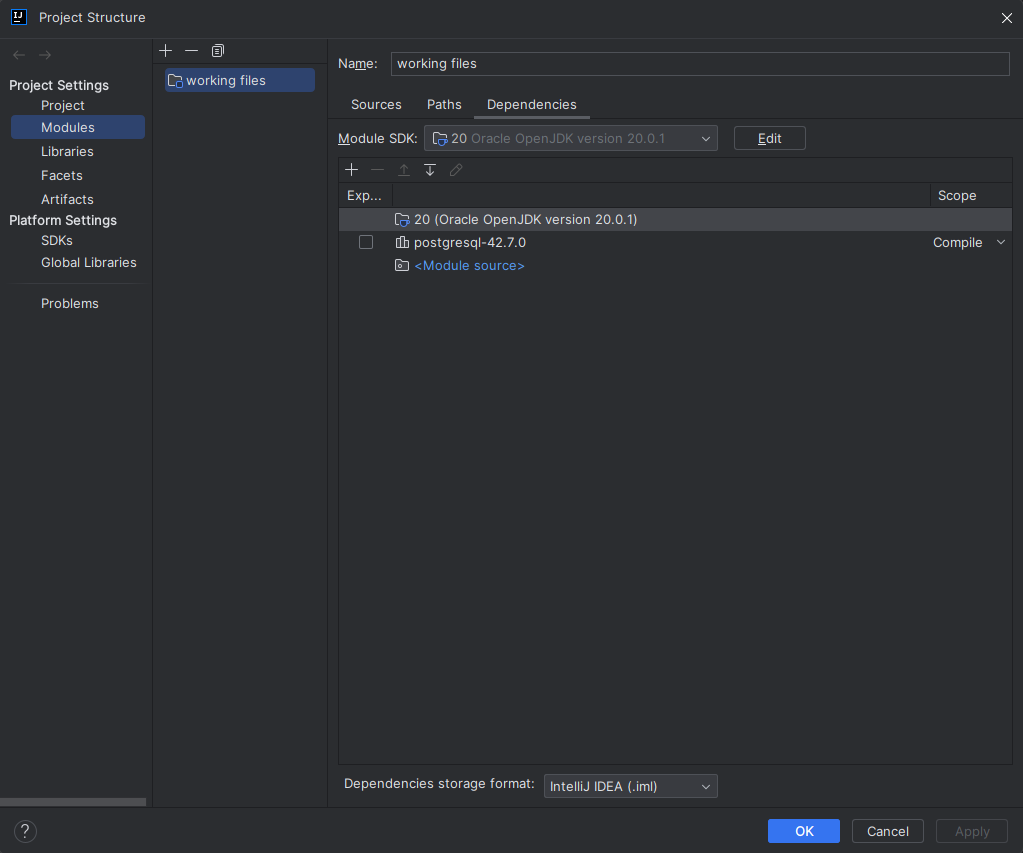 Project Structure
Project Settings
Project
Modules
Libraries
Facets
Artifacts
Platform Settings
SDKs
Global Libraries
Problems
working files
Name: working files
Sources Paths Dependencies
Module SDK: 20 Oracle OpenJDK version 20.0.1 Edit
Exp... Scope
20 (Oracle OpenJDK version 20.0.1)
postgresql-42.7.0 Compile
<Module source>
Dependencies storage format: IntelliJ IDEA (.iml)
? OK Cancel Apply